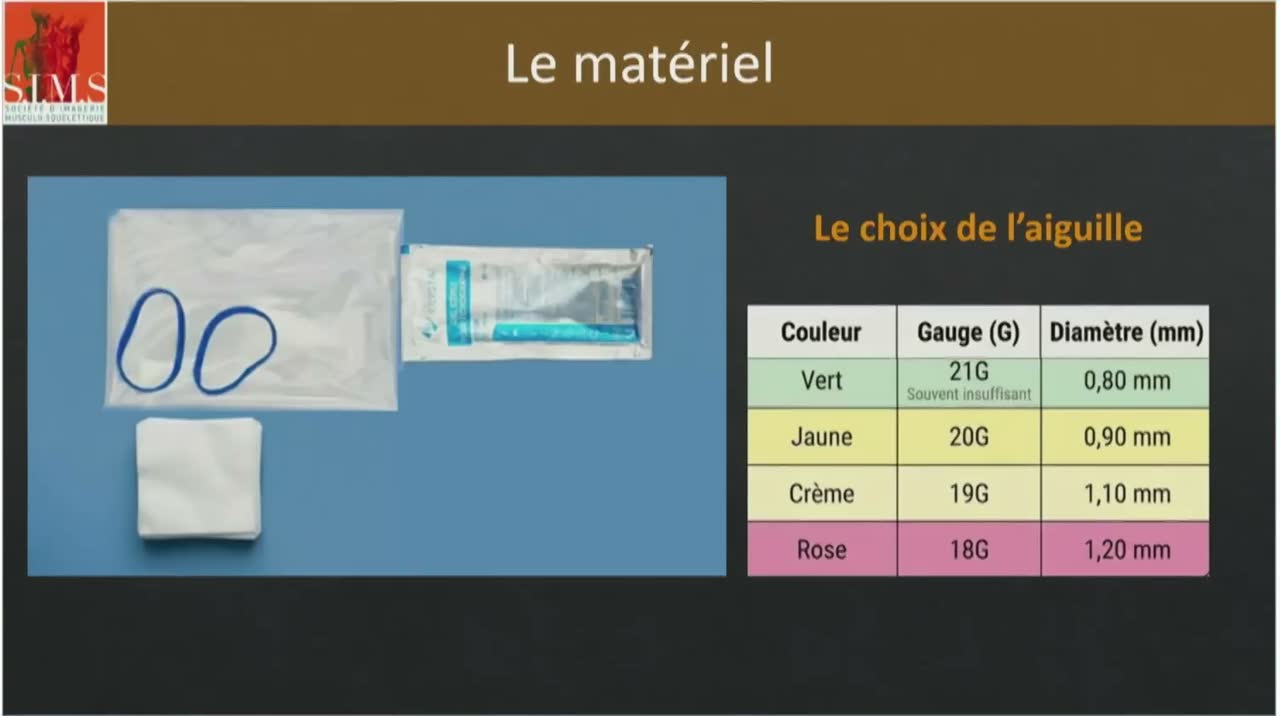 Le matériel
S.I.M.S
SOCIÉTÉ D'IMAGERIE
MUSCULO SQUELETTIQUE
Le choix de l'aiguille
Couleur Gauge (G) Diamètre (mm)
Vert 21G 0,80 mm
Souvent insuffisant
Jaune 20G 0,90 mm
Crème 19G 1,10 mm
Rose 18G 1,20 mm